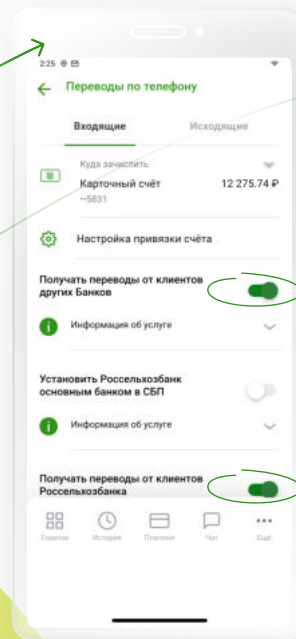 2:25
Переводы по телефону
Входящие Исходящие
Куда зачислить
Карточный счёт 12 275.74 ₽
··5831
Настройка привязки счёта
Получать переводы от клиентов
других Банков
Информация об услуге
Установить Россельхозбанк
основным банком в СБП
Информация об услуге
Получать переводы от клиентов
Россельхозбанка
Главная История Платежи Чат Ещё